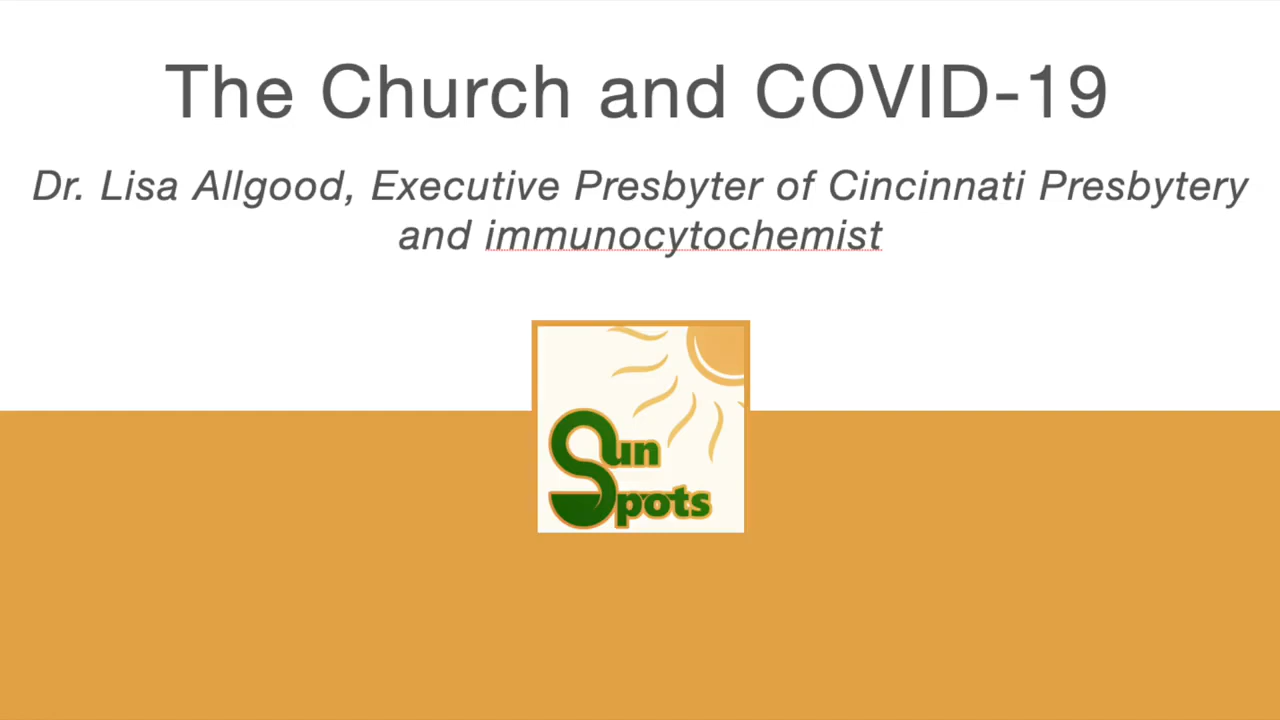 The Church and COVID-19
Dr. Lisa Allgood, Executive Presbyter of Cincinnati Presbytery
and immunocytochemist
Sun
Spots